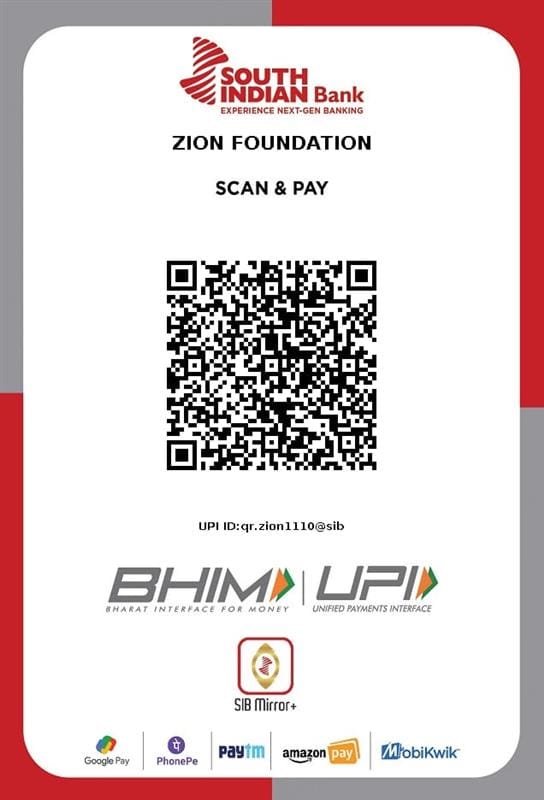 SOUTH
INDIAN Bank
EXPERIENCE NEXT-GEN BANKING
ZION FOUNDATION
SCAN & PAY
UPI ID:qr.zion1110@sib
BHIM | UPI
BHARAT INTERFACE FOR MONEY UNIFIED PAYMENTS INTERFACE
SIB Mirror+
Google Pay PhonePe paytm amazon pay MobiKwik